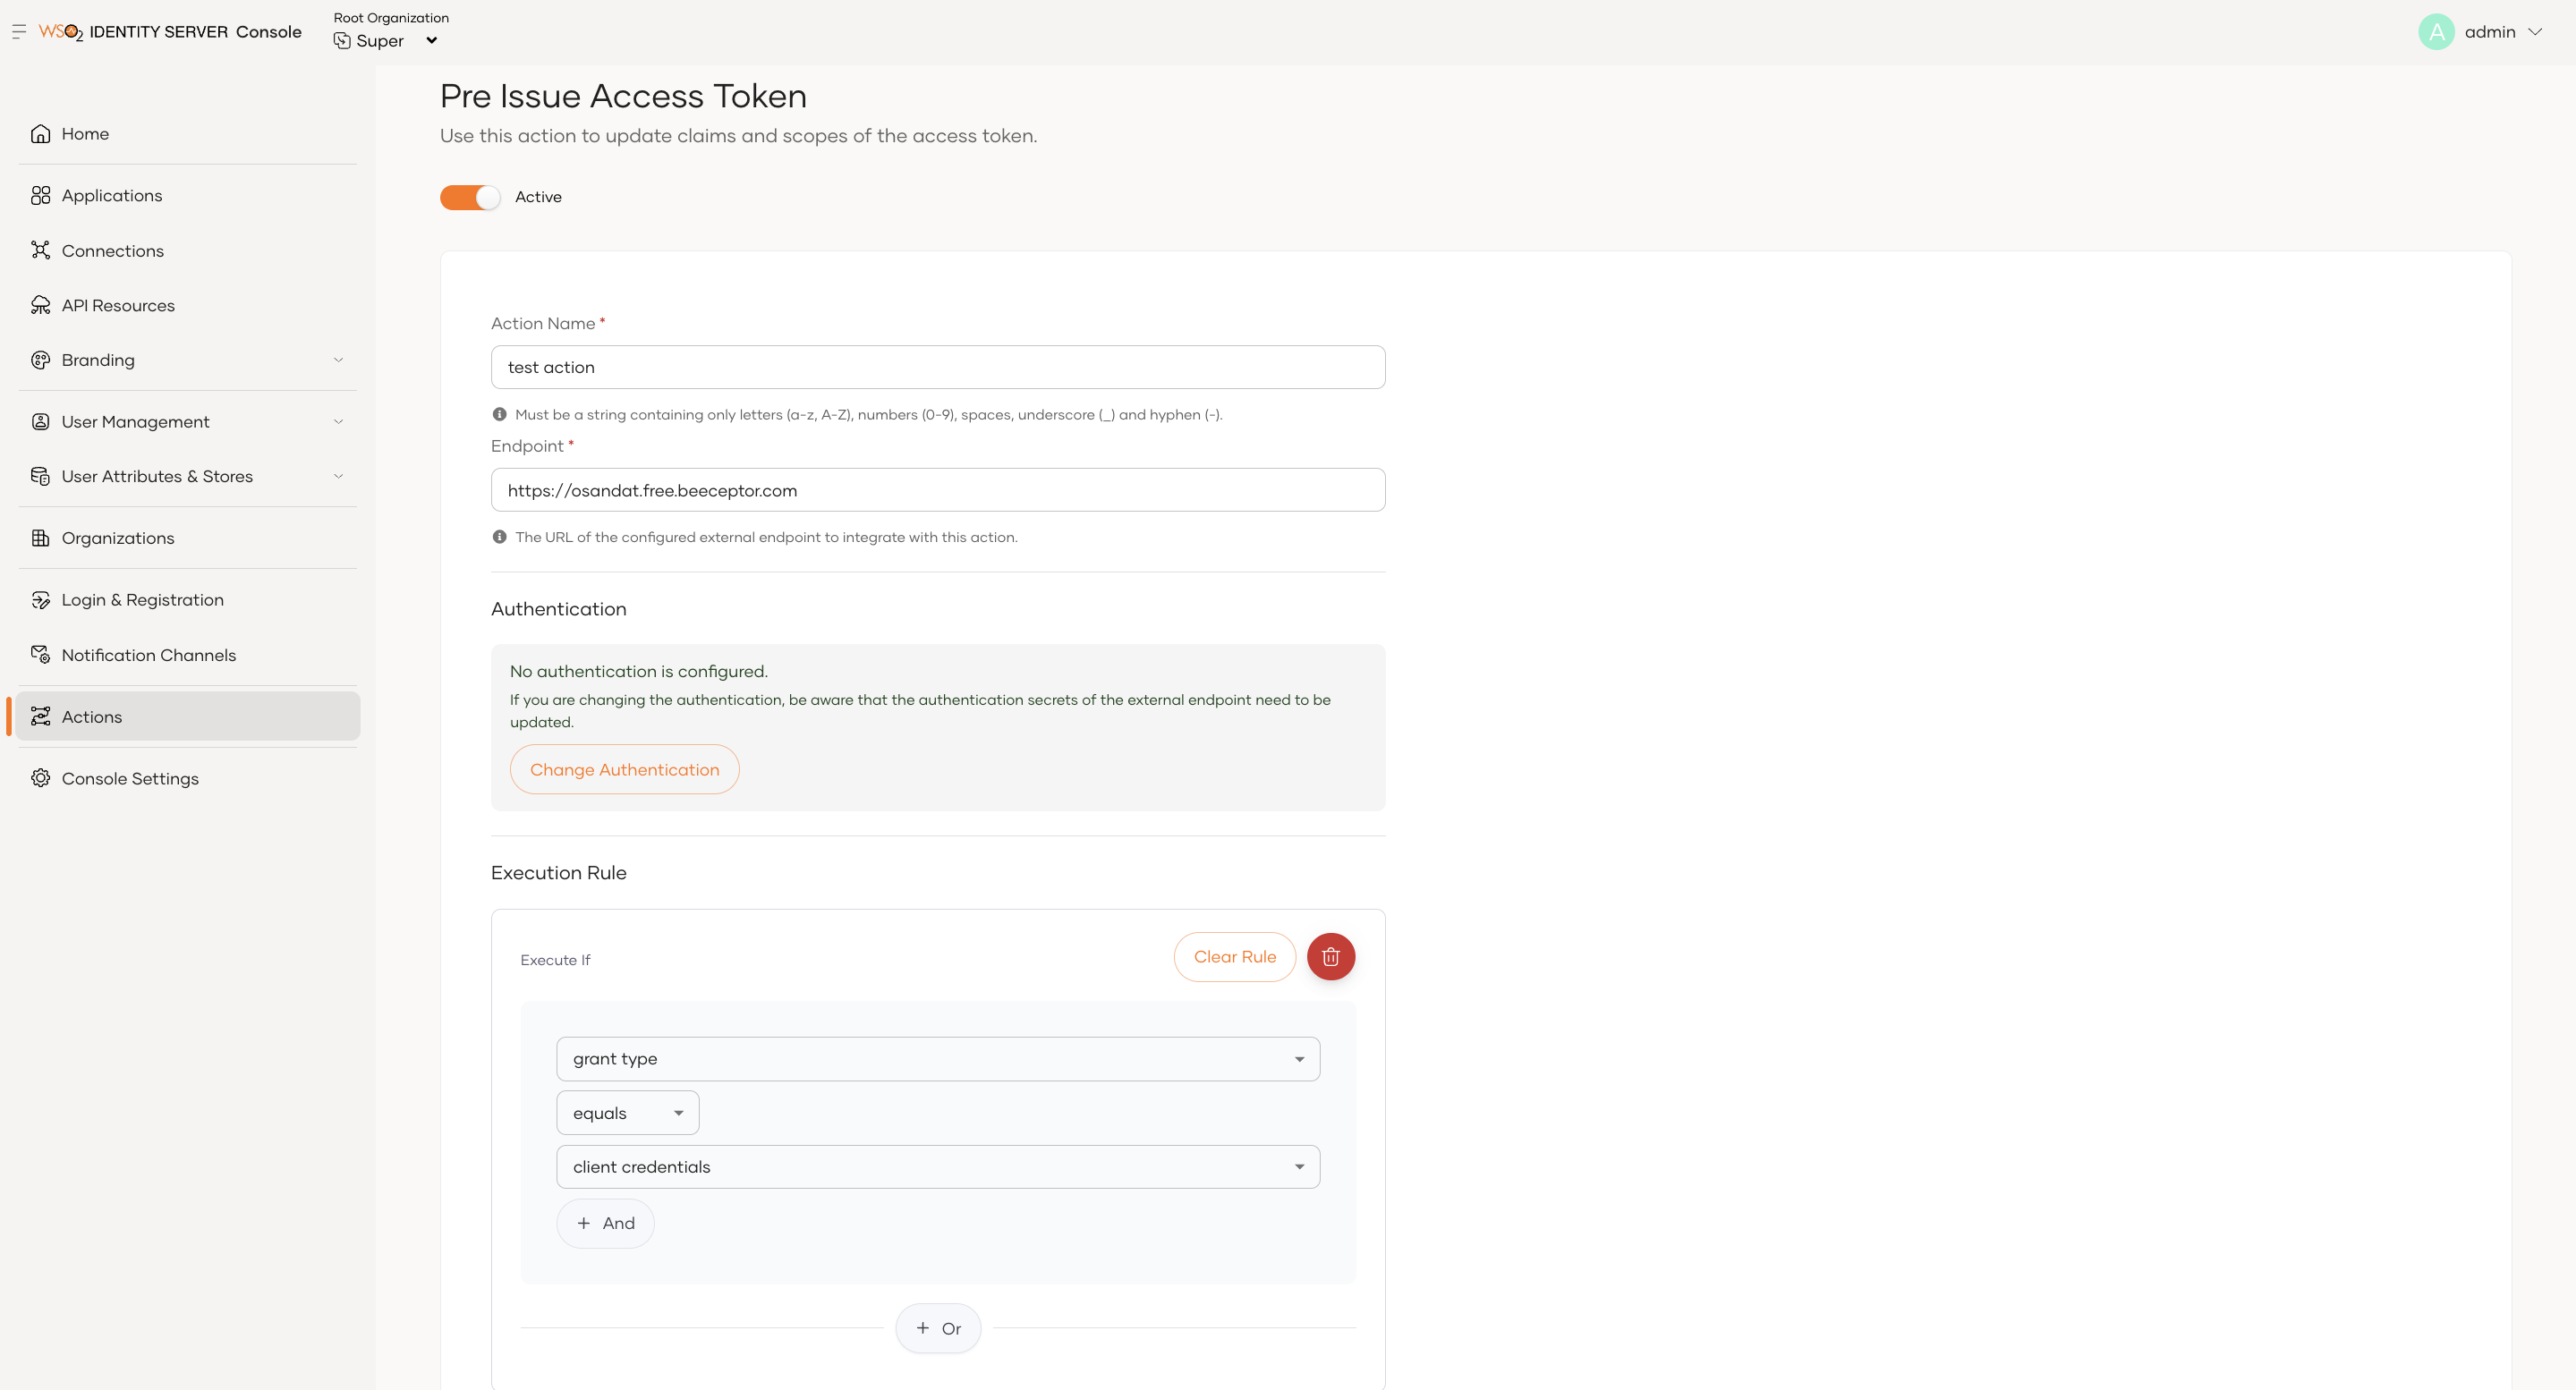 WSO2 IDENTITY SERVER Console
Root Organization
Super
A
admin
Home
Applications
Connections
API Resources
Branding
User Management
User Attributes & Stores
Organizations
Login & Registration
Notification Channels
Actions
Console Settings
Pre Issue Access Token
Use this action to update claims and scopes of the access token.
Active
Action Name *
test action
Must be a string containing only letters (a-z, A-Z), numbers (0-9), spaces, underscore (_) and hyphen (-).
Endpoint *
https://osandat.free.beeceptor.com
The URL of the configured external endpoint to integrate with this action.
Authentication
No authentication is configured.
If you are changing the authentication, be aware that the authentication secrets of the external endpoint need to be
updated.
Change Authentication
Execution Rule
Execute If
Clear Rule
grant type
equals
client credentials
+ And
+ Or